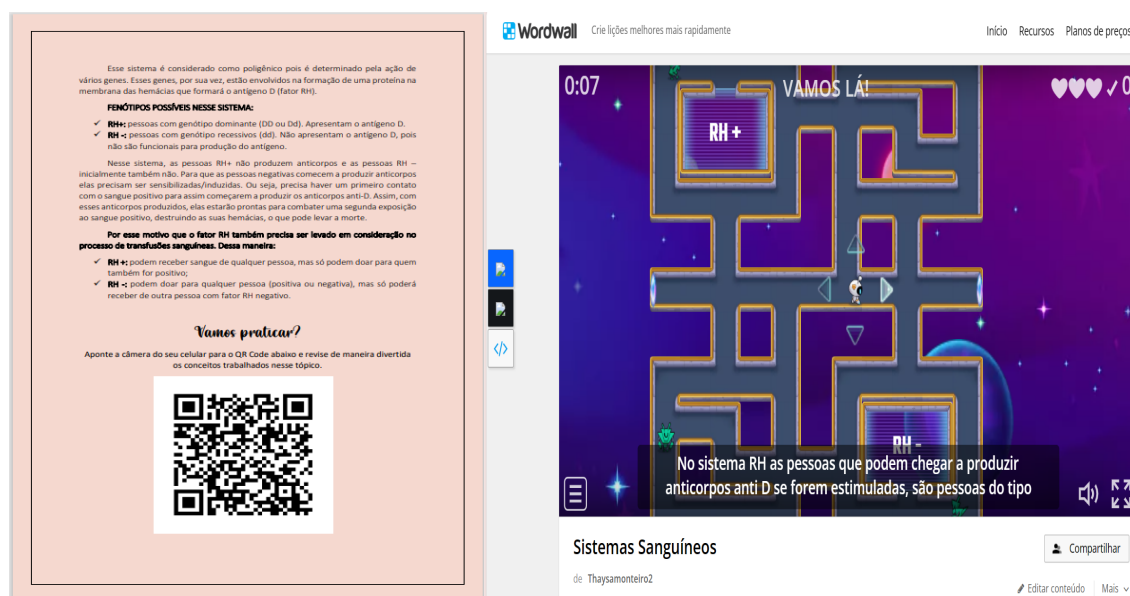 Esse sistema é considerado como poligênico pois é determinado pela ação de
vários genes. Esses genes, por sua vez, estão envolvidos na formação de uma proteína na
membrana das hemácias que formará o antígeno D (fator RH).
FENÓTIPOS POSSÍVEIS NESSE SISTEMA:
✓ RH+: pessoas com genótipo dominante (DD ou Dd). Apresentam o antígeno D.
✓ RH -: pessoas com genótipo recessivos (dd). Não apresentam o antígeno D, pois
não são funcionais para produção do antígeno.
Nesse sistema, as pessoas RH+ não produzem anticorpos e as pessoas RH –
inicialmente também não. Para que as pessoas negativas comecem a produzir anticorpos
elas precisam ser sensibilizadas/induzidas. Ou seja, precisa haver um primeiro contato
com o sangue positivo para assim começarem a produzir os anticorpos anti-D. Assim, com
esses anticorpos produzidos, elas estarão prontas para combater uma segunda exposição
ao sangue positivo, destruindo as suas hemácias, o que pode levar a morte.
Por esse motivo que o fator RH também precisa ser levado em consideração no
processo de transfusões sanguíneas. Dessa maneira:
✓ RH +: podem receber sangue de qualquer pessoa, mas só podem doar para quem
também for positivo;
✓ RH -: podem doar para qualquer pessoa (positiva ou negativa), mas só poderá
receber de outra pessoa com fator RH negativo.
Vamos praticar?
Aponte a câmera do seu celular para o QR Code abaixo e revise de maneira divertida
os conceitos trabalhados nesse tópico.
Wordwall Crie lições melhores mais rapidamente
Início Recursos Planos de preços
0:07 VAMOS LÁ! ✓ 0
RH +
RH -
No sistema RH as pessoas que podem chegar a produzir
anticorpos anti D se forem estimuladas, são pessoas do tipo
</>
Sistemas Sanguíneos
Compartilhar
de Thaysamonteiro2
Editar conteúdo Mais